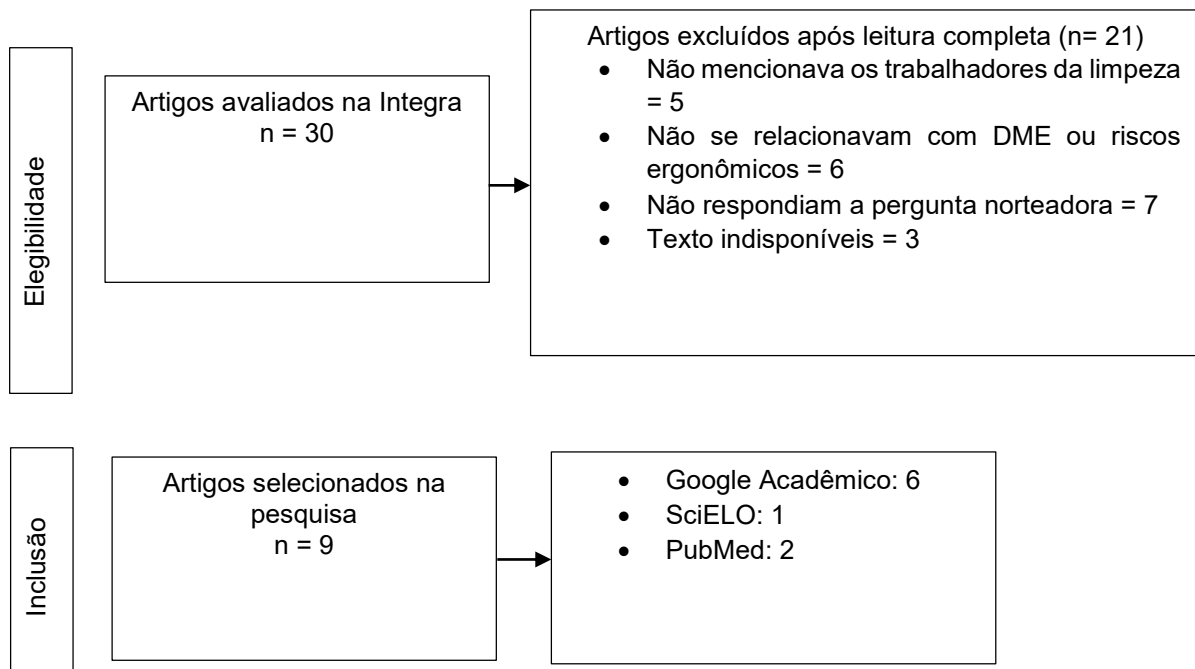 Elegibilidade
Artigos avaliados na Integra
n = 30
Artigos excluídos após leitura completa (n= 21)
• Não mencionava os trabalhadores da limpeza
= 5
• Não se relacionavam com DME ou riscos
ergonômicos = 6
• Não respondiam a pergunta norteadora = 7
• Texto indisponíveis = 3
Inclusão
Artigos selecionados na
pesquisa
n = 9
• Google Acadêmico: 6
• SciELO: 1
• PubMed: 2